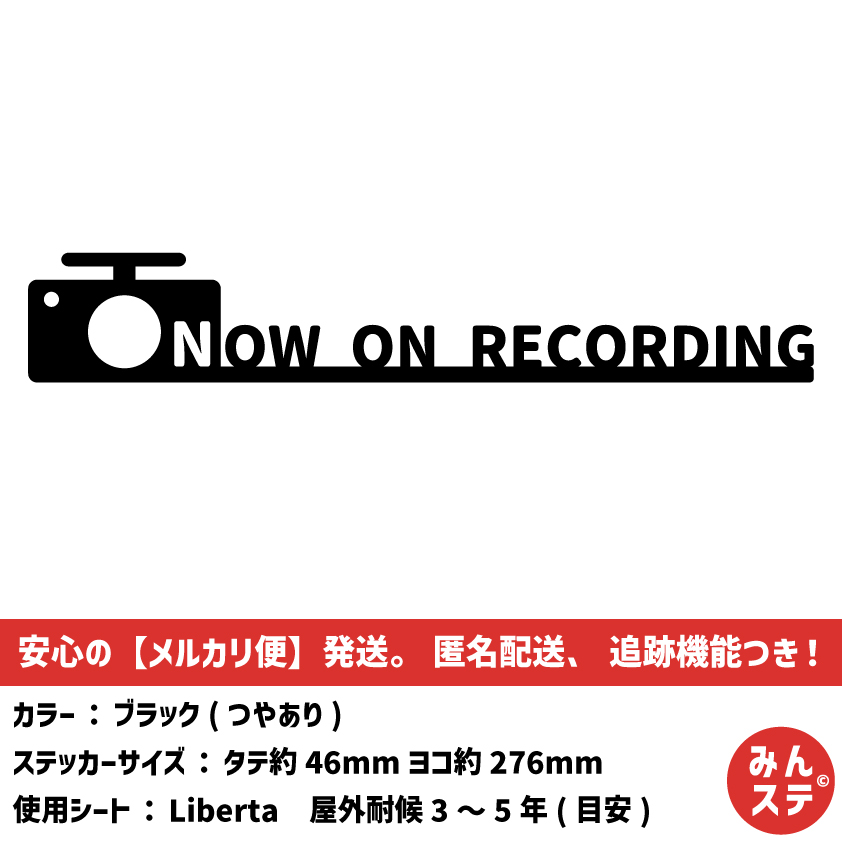 NOW ON RECORDING
安心の【メルカリ便】発送。 匿名配送、 追跡機能つき！
カラー ： ブラック ( つやあり )
ステッカーサイズ ： タテ約 46mm ヨコ約 276mm
使用シート ： Liberta　屋外耐候 3 ～ 5 年 ( 目安 )
みん
ステ
©